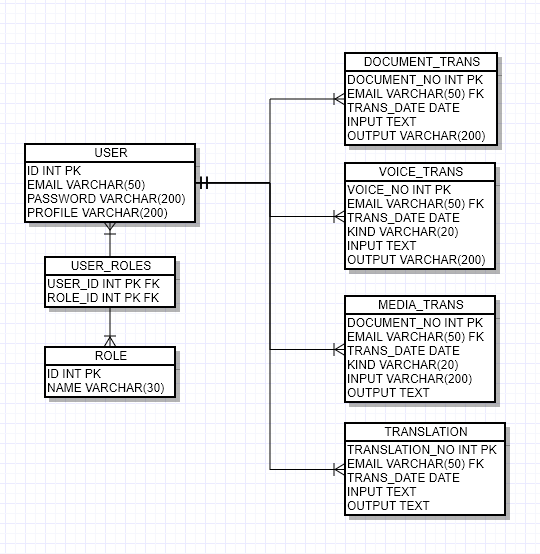 USER
ID INT PK
EMAIL VARCHAR(50)
PASSWORD VARCHAR(200)
PROFILE VARCHAR(200)
USER_ROLES
USER_ID INT PK FK
ROLE_ID INT PK FK
ROLE
ID INT PK
NAME VARCHAR(30)
DOCUMENT_TRANS
DOCUMENT_NO INT PK
EMAIL VARCHAR(50) FK
TRANS_DATE DATE
INPUT TEXT
OUTPUT VARCHAR(200)
VOICE_TRANS
VOICE_NO INT PK
EMAIL VARCHAR(50) FK
TRANS_DATE DATE
KIND VARCHAR(20)
INPUT TEXT
OUTPUT VARCHAR(200)
MEDIA_TRANS
DOCUMENT_NO INT PK
EMAIL VARCHAR(50) FK
TRANS_DATE DATE
KIND VARCHAR(20)
INPUT VARCHAR(200)
OUTPUT TEXT
TRANSLATION
TRANSLATION_NO INT PK
EMAIL VARCHAR(50) FK
TRANS_DATE DATE
INPUT TEXT
OUTPUT TEXT